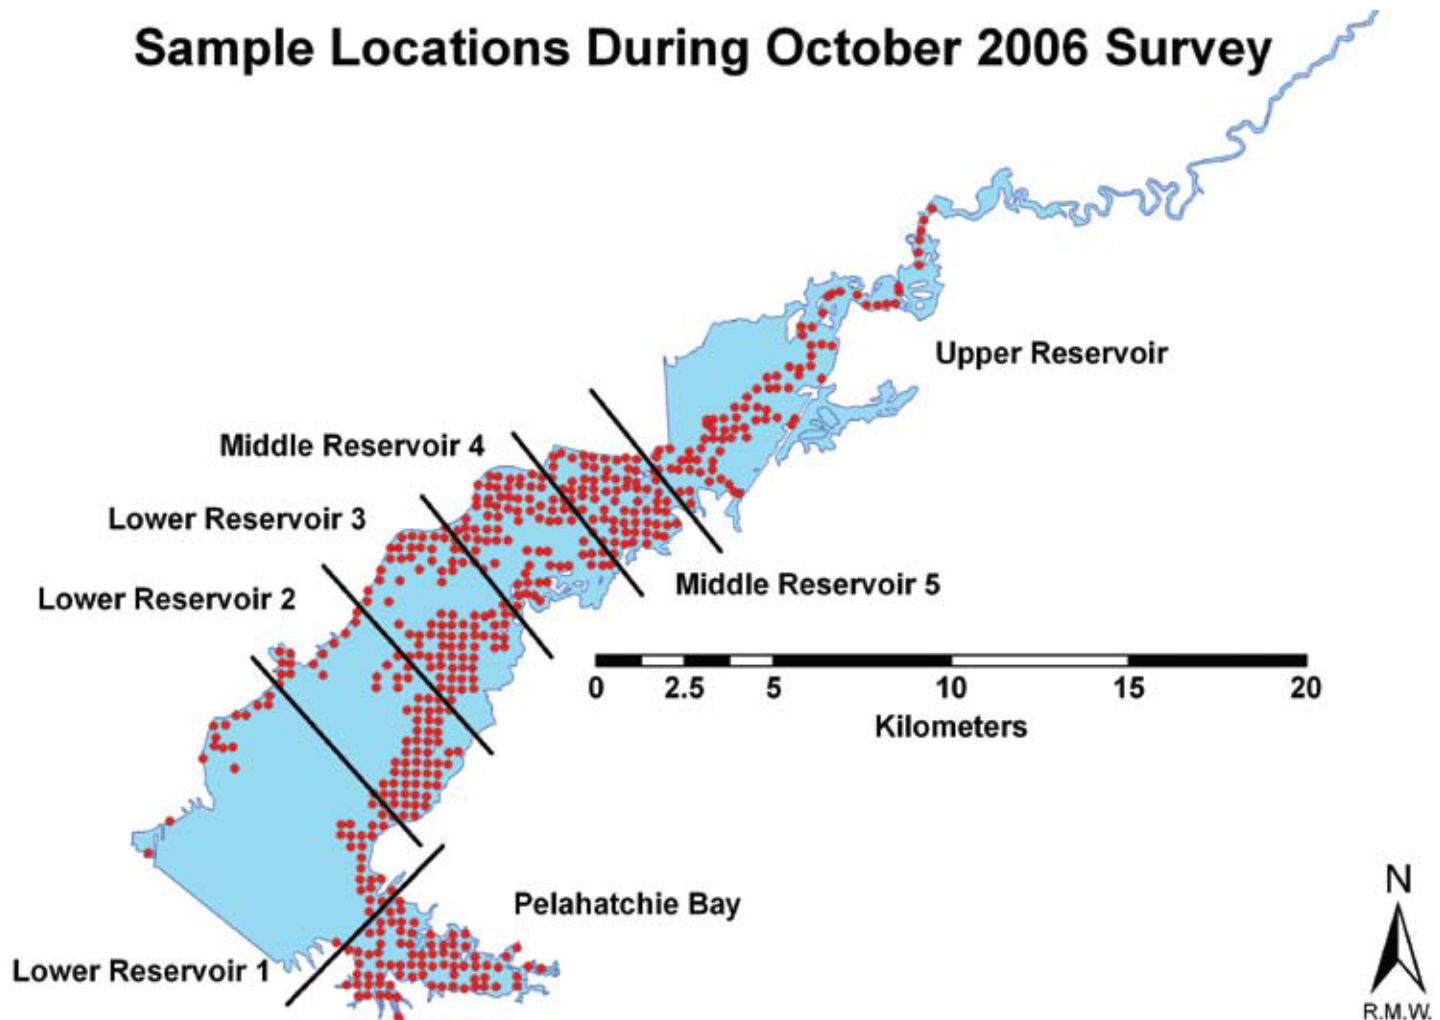 Sample Locations During October 2006 Survey
Upper Reservoir
Middle Reservoir 4
Lower Reservoir 3
Middle Reservoir 5
Lower Reservoir 2
0 2.5 5 10 15 20
Kilometers
Pelahatchie Bay
Lower Reservoir 1
N
R.M.W.